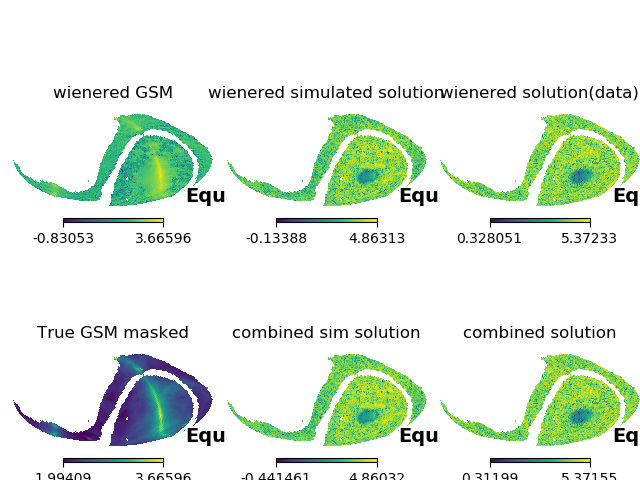 wienered GSM
wienered simulated solution
wienered solution(data)
Equ
Equ
Eq
-0.83053 3.66596
-0.13388 4.86313
0.328051 5.37233
True GSM masked
combined sim solution
combined solution
Equ
Equ
Eq
1.99409 3.66596
-0.441461 4.86032
0.31199 5.37155